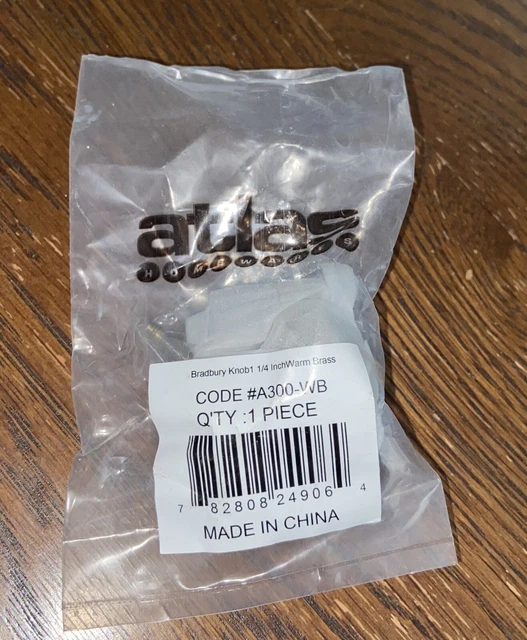 atlas
HOMEWARES
Bradbury Knob1 1/4 InchWarm Brass
CODE #A300-WB
Q'TY :1 PIECE
7 82808 24906 4
MADE IN CHINA